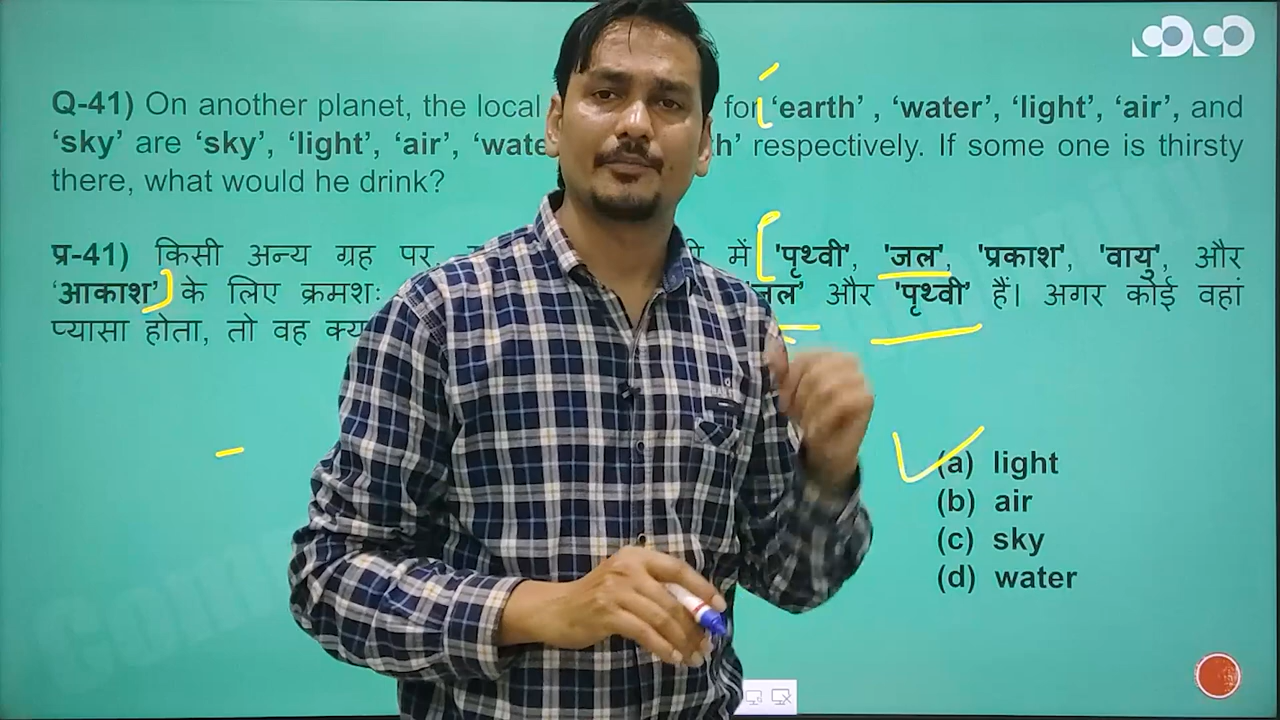 Q-41) On another planet, the local for 'earth' , 'water', 'light', 'air', and
'sky' are 'sky', 'light', 'air', respectively. If some one is thirsty
there, what would he drink?
प्र-41) किसी अन्य ग्रह पर, में 'पृथ्वी', 'जल', 'प्रकाश', 'वायु', और
'आकाश' के लिए क्रमशः और 'पृथ्वी' हैं। अगर कोई वहां
प्यासा होता, तो वह
(a) light
(b) air
(c) sky
(d) water